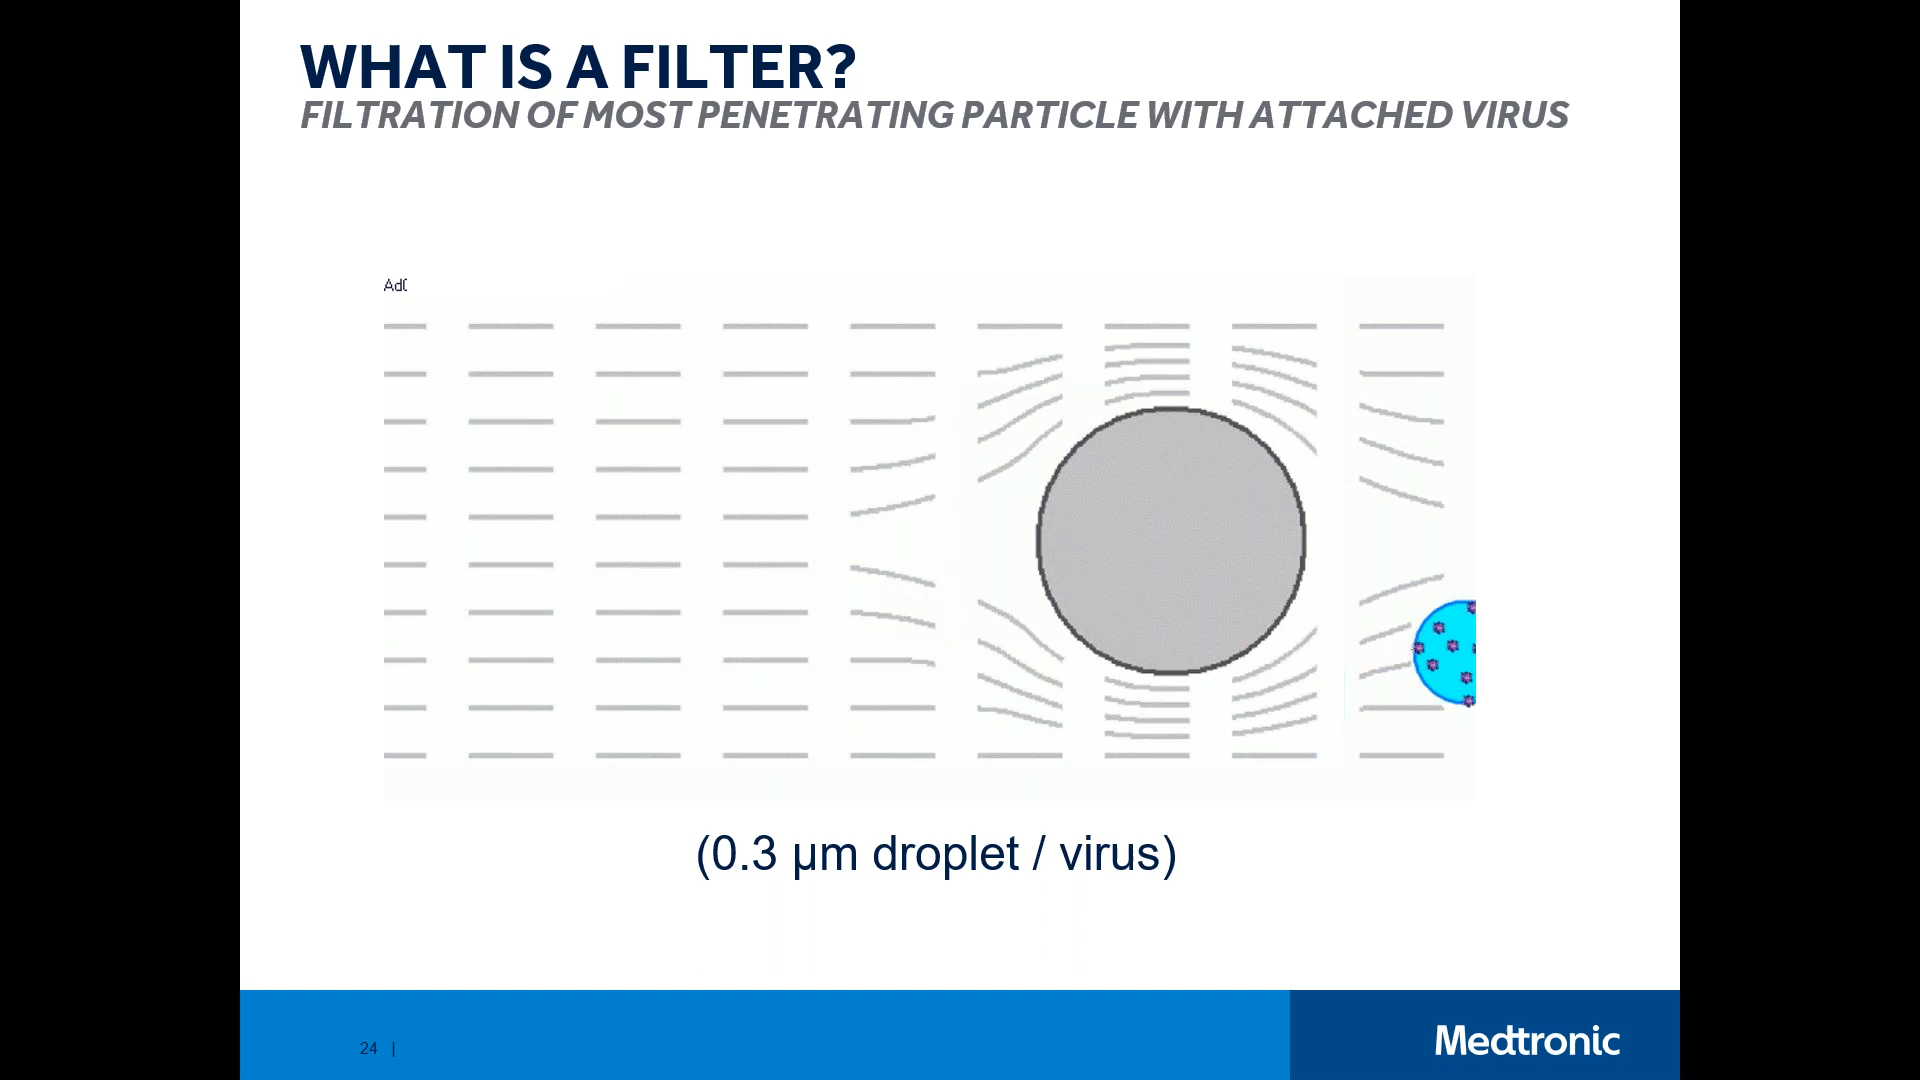 WHAT IS A FILTER?
FILTRATION OF MOST PENETRATING PARTICLE WITH ATTACHED VIRUS
(0.3 µm droplet / virus)
24 |
Medtronic